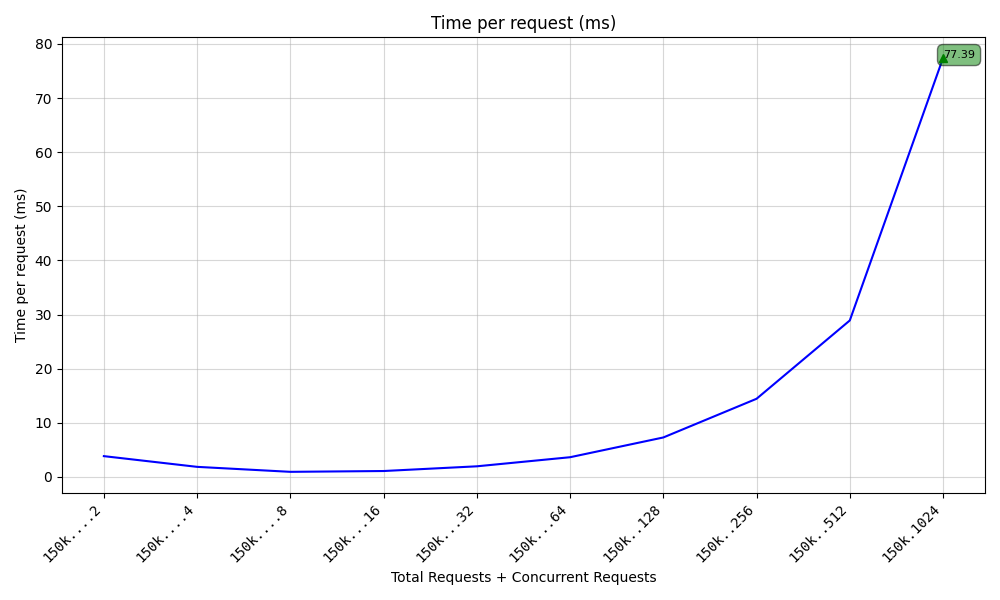 Time per request (ms)
80
77.39
70
60
50
40
30
20
10
0
Time per request (ms)
150k....2
150k....4
150k....8
150k...16
150k...32
150k...64
150k..128
150k..256
150k..512
150k.1024
Total Requests + Concurrent Requests